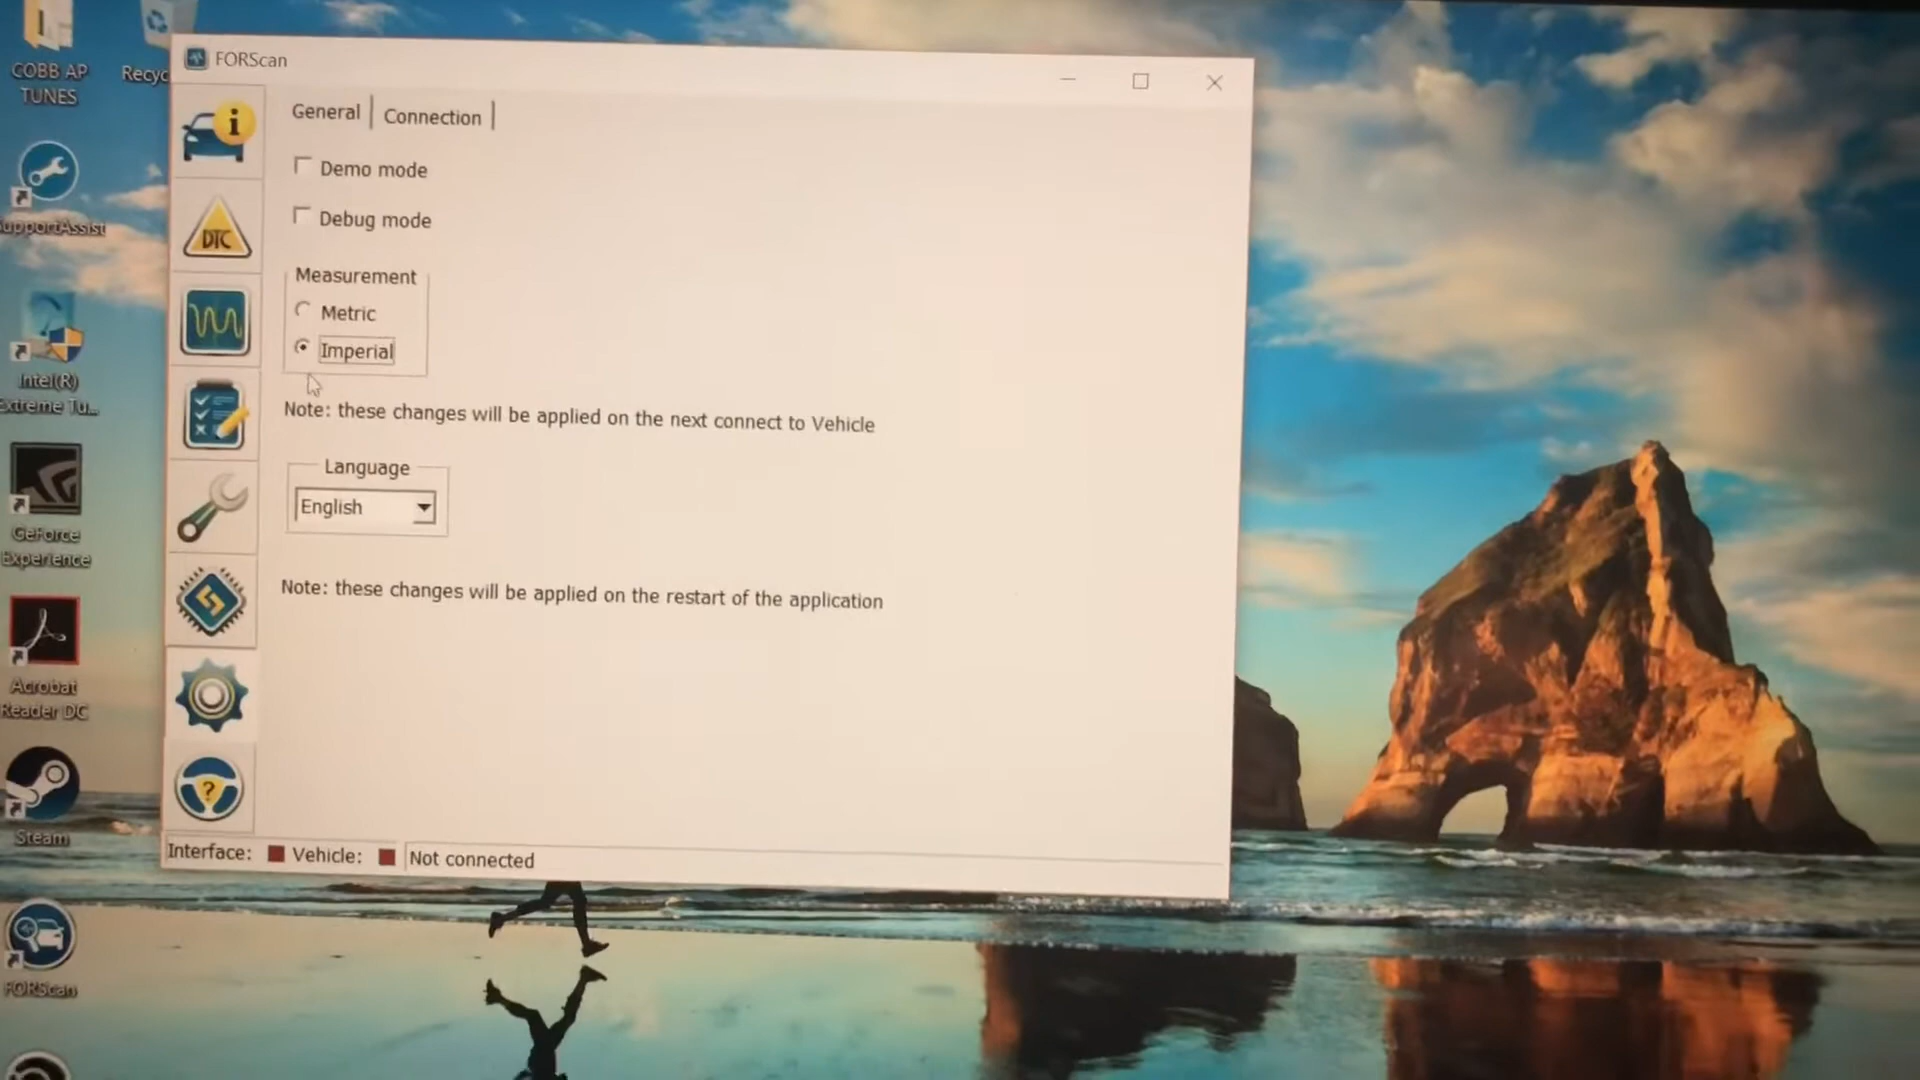 COBB AP
TUNES
Recyc
SupportAssist
Intel(R)
Extreme Tu...
GeForce
Experience
Acrobat
Reader DC
Steam
FORScan
FORScan
General
Connection
i
DTC
Demo mode
Debug mode
Measurement
Metric
Imperial
Note: these changes will be applied on the next connect to Vehicle
Language
English
Note: these changes will be applied on the restart of the application
?
Interface: Vehicle: Not connected